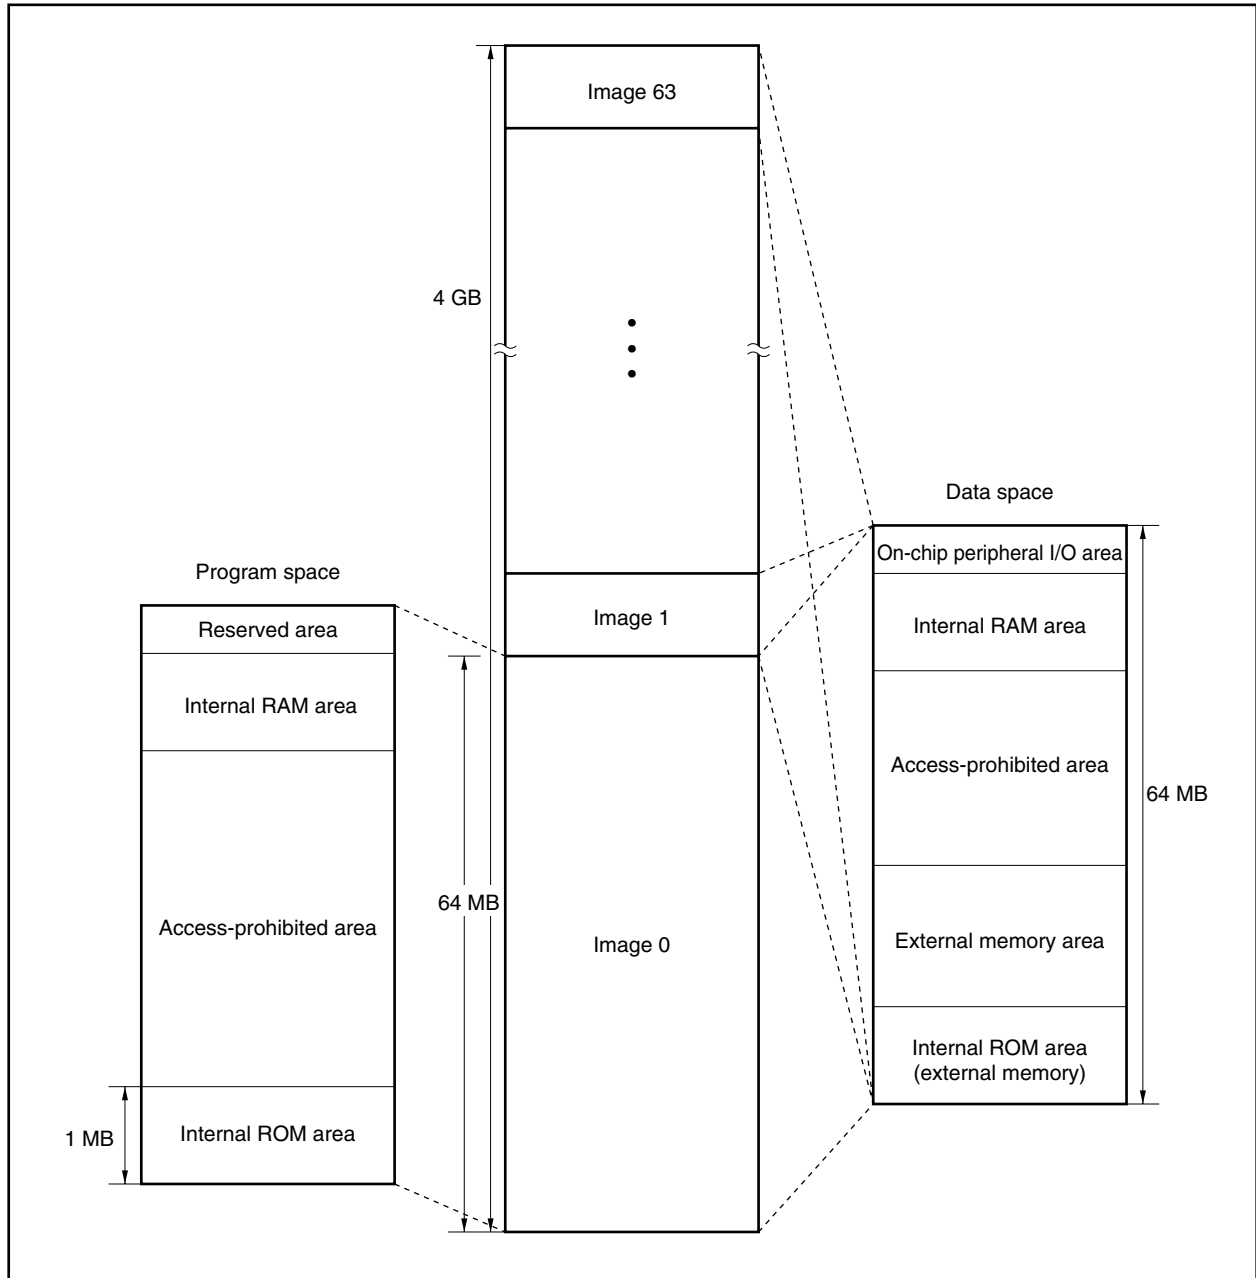 Image 63
4 GB
Data space
On-chip peripheral I/O area
Program space
Reserved area
Image 1
Internal RAM area
Internal RAM area
Access-prohibited area
64 MB
64 MB
Access-prohibited area
Image 0
External memory area
Internal ROM area
(external memory)
1 MB
Internal ROM area